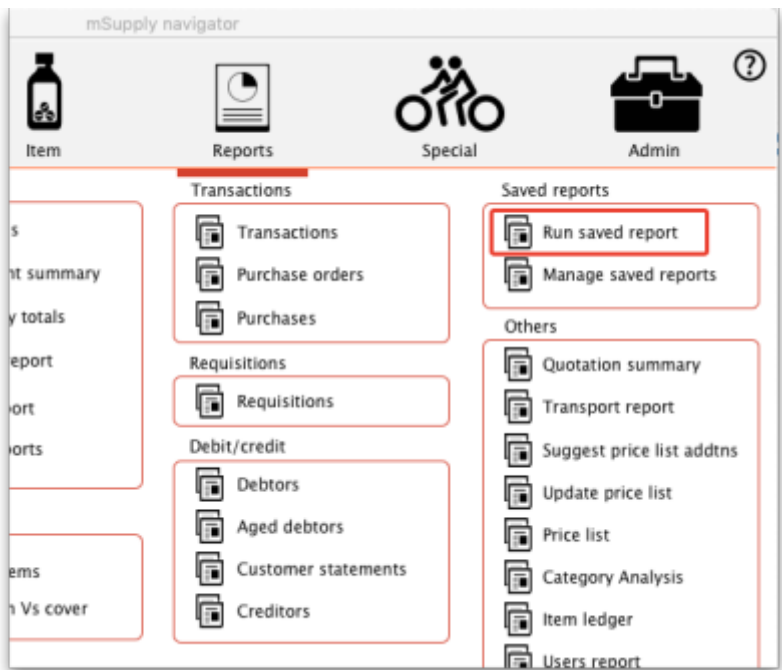 mSupply navigator
Item
Reports
Special
Admin
?
s
nt summary
y totals
eport
ort
orts
ems
n Vs cover
Transactions
Transactions
Purchase orders
Purchases
Requisitions
Requisitions
Debit/credit
Debtors
Aged debtors
Customer statements
Creditors
Saved reports
Run saved report
Manage saved reports
Others
Quotation summary
Transport report
Suggest price list addtns
Update price list
Price list
Category Analysis
Item ledger
Users report